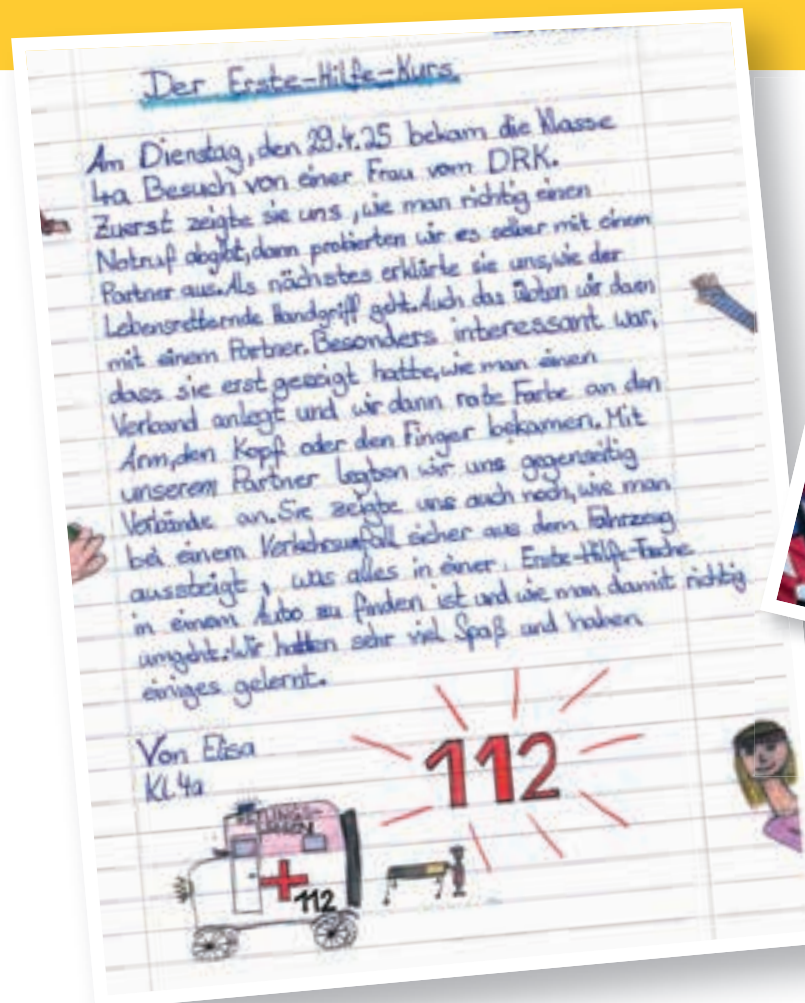 Der Erste-Hilfe-Kurs
Am Dienstag, den 29.4.25 bekam die Klasse
4a Besuch von einer Frau vom DRK.
Zuerst zeigte sie uns, wie man richtig einen
Notruf abgibt, dann probierten wir es selber mit einem
Partner aus. Als nächstes erklärte sie uns, wie der
Lebensretternde Handgriff geht. Auch das übten wir dann
mit einem Partner. Besonders interessant war,
dass sie erst gezeigt hatte, wie man einen
Verband anlegt und wir dann rote Farbe an den
Arm, den Kopf oder den Finger bekamen. Mit
unserem Partner legten wir uns gegenseitig
Verbände an. Sie zeigte uns auch noch, wie man
bei einem Verkehrsunfall sicher aus dem Fahrzeug
aussteigt, was alles in einer Erste-Hilfe-Tasche
in einem Auto zu finden ist und wie man damit richtig
umgeht. Wir hatten sehr viel Spaß und haben
einiges gelernt.
Von Elisa
Kl.4a
112
112